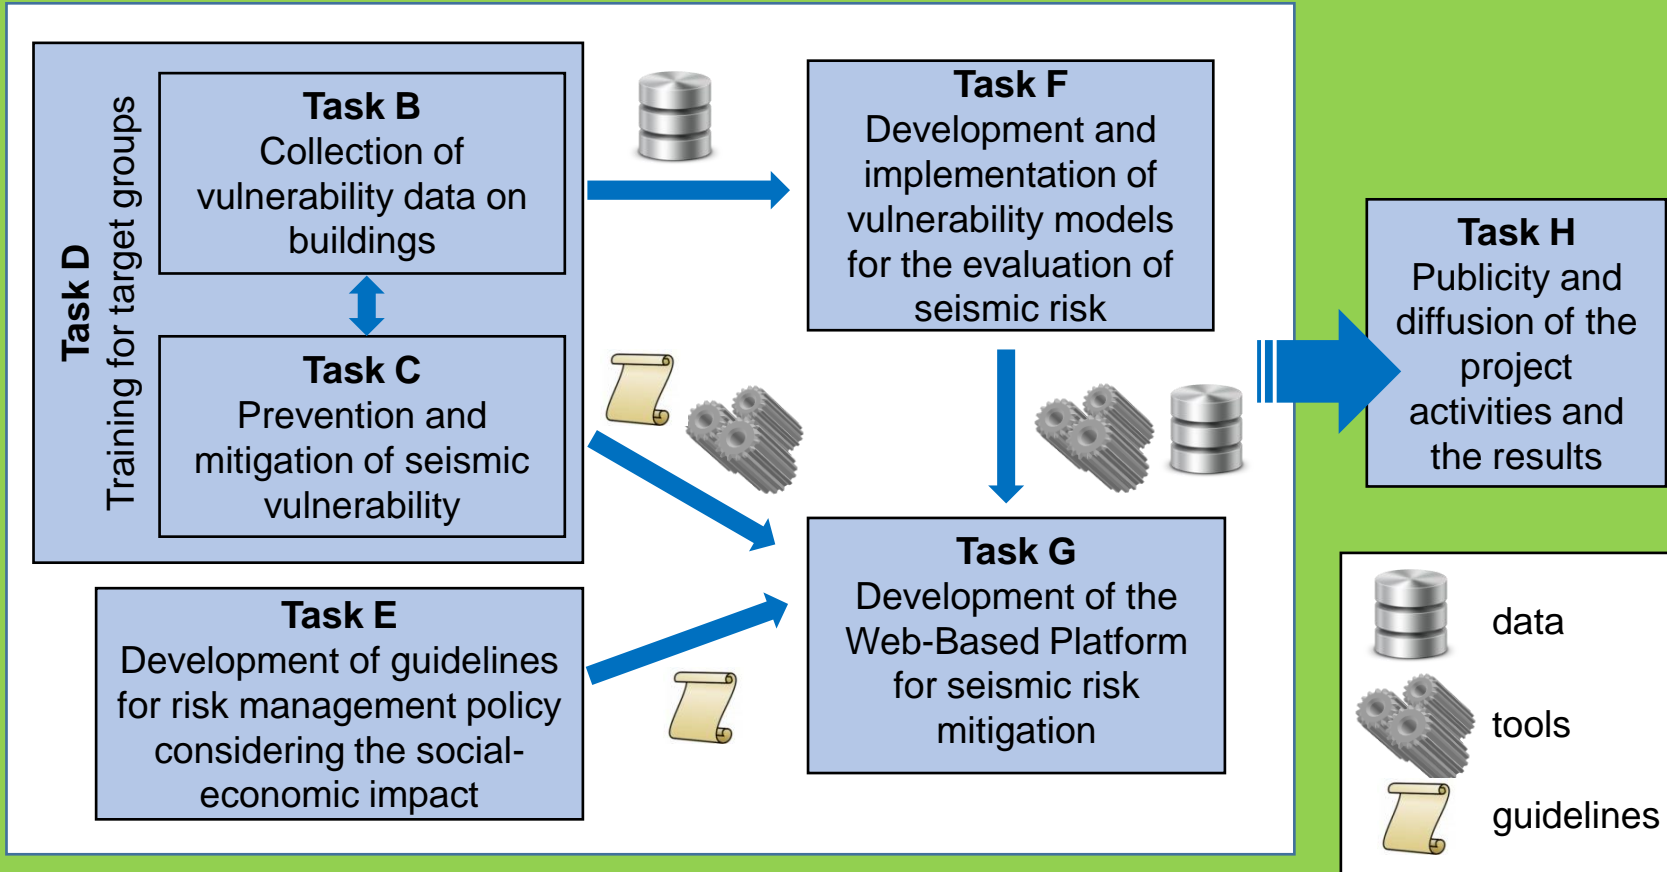 Task D
Training for target groups
Task B
Collection of
vulnerability data on
buildings
Task C
Prevention and
mitigation of seismic
vulnerability
Task E
Development of guidelines
for risk management policy
considering the social-
economic impact
Task F
Development and
implementation of
vulnerability models
for the evaluation of
seismic risk
Task G
Development of the
Web-Based Platform
for seismic risk
mitigation
Task H
Publicity and
diffusion of the
project
activities and
the results
data
tools
guidelines